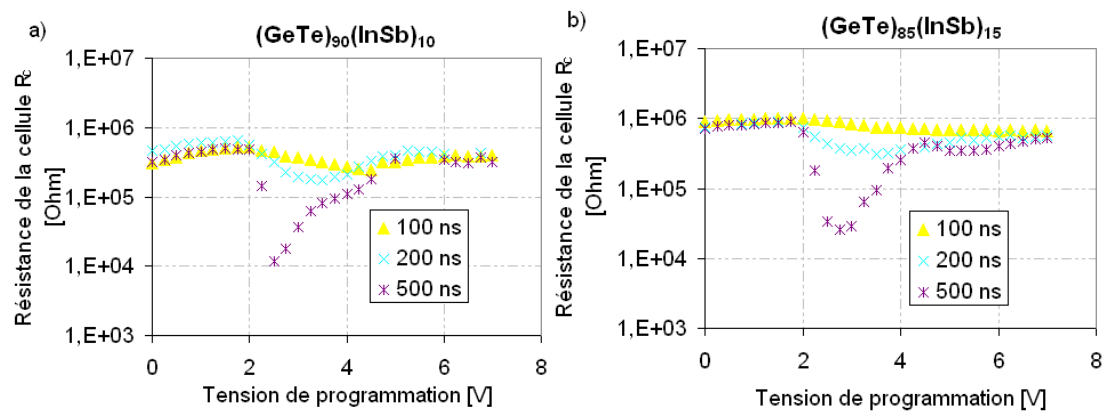 a)
(GeTe)90(InSb)10
Résistance de la cellule Rc
[Ohm]
1,E+07
1,E+06
1,E+05
1,E+04
1,E+03
100 ns
200 ns
500 ns
0 2 4 6 8
Tension de programmation [V]
b)
(GeTe)85(InSb)15
Résistance de la cellule Rc
[Ohm]
1,E+07
1,E+06
1,E+05
1,E+04
1,E+03
100 ns
200 ns
500 ns
0 2 4 6 8
Tension de programmation [V]